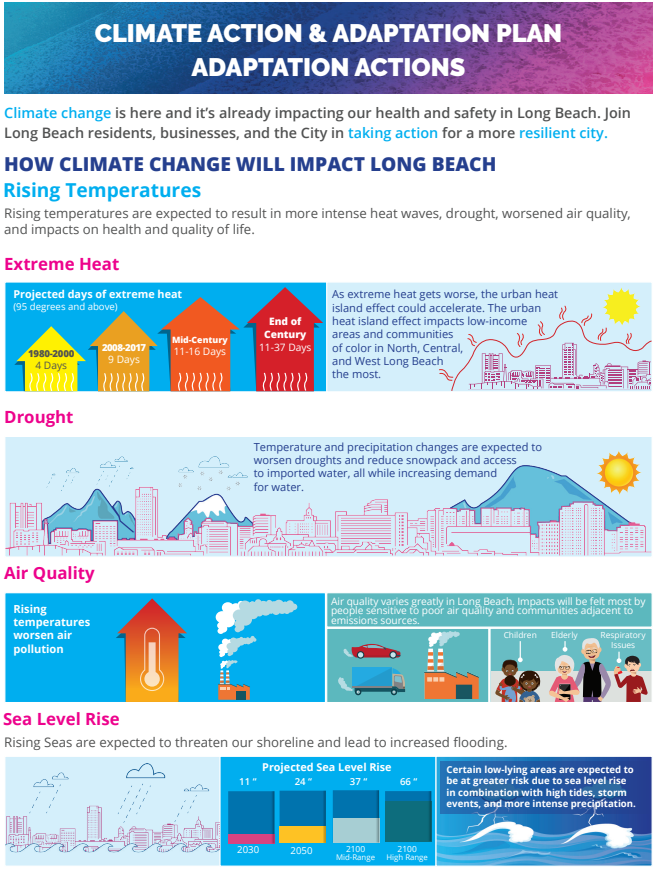 CLIMATE ACTION & ADAPTATION PLAN
ADAPTATION ACTIONS
Climate change is here and it's already impacting our health and safety in Long Beach. Join
Long Beach residents, businesses, and the City in taking action for a more resilient city.
HOW CLIMATE CHANGE WILL IMPACT LONG BEACH
Rising Temperatures
Rising temperatures are expected to result in more intense heat waves, drought, worsened air quality,
and impacts on health and quality of life.
Extreme Heat
Projected days of extreme heat
(95 degrees and above)
1980-2000
4 Days
2008-2017
9 Days
Mid-Century
11-16 Days
End of
Century
11-37 Days
As extreme heat gets worse, the urban heat
island effect could accelerate. The urban
heat island effect impacts low-income
areas and communities
of color in North, Central,
and West Long Beach
the most.
Drought
Temperature and precipitation changes are expected to
worsen droughts and reduce snowpack and access
to imported water, all while increasing demand
for water.
Air Quality
Rising
temperatures
worsen air
pollution
Air quality varies greatly in Long Beach. Impacts will be felt most by
people sensitive to poor air quality and communities adjacent to
emissions sources.
Children
Elderly
Respiratory
Issues
Sea Level Rise
Rising Seas are expected to threaten our shoreline and lead to increased flooding.
Projected Sea Level Rise
11 "
24 "
37 "
66 "
2030
2050
2100
Mid-Range
2100
High Range
Certain low-lying areas are expected to
be at greater risk due to sea level rise
in combination with high tides, storm
events, and more intense precipitation.